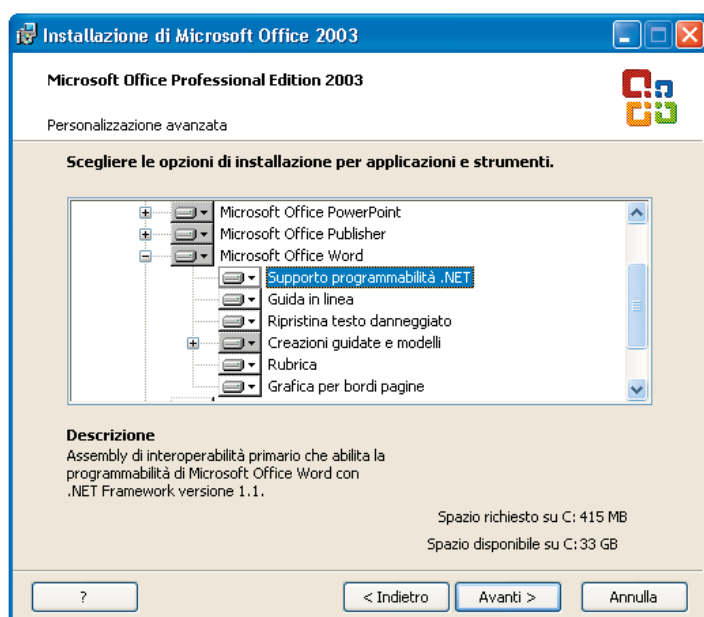 Installazione di Microsoft Office 2003
Microsoft Office Professional Edition 2003
Personalizzazione avanzata
Scegliere le opzioni di installazione per applicazioni e strumenti.
Microsoft Office PowerPoint
Microsoft Office Publisher
Microsoft Office Word
Supporto programmabilità .NET
Guida in linea
Ripristina testo danneggiato
Creazioni guidate e modelli
Rubrica
Grafica per bordi pagine
Descrizione
Assembly di interoperabilità primario che abilita la
programmabilità di Microsoft Office Word con
.NET Framework versione 1.1.
Spazio richiesto su C: 415 MB
Spazio disponibile su C: 33 GB
? < Indietro Avanti > Annulla